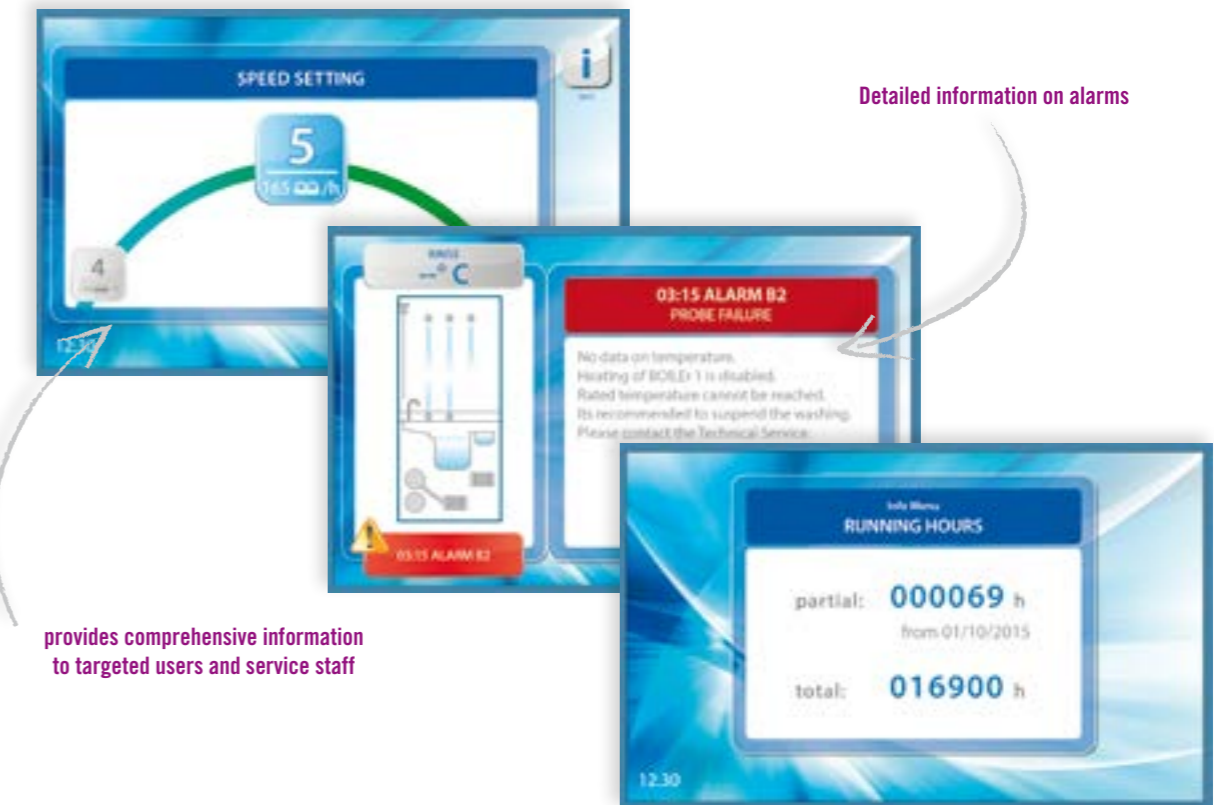 SPEED SETTING
i
5
165 /h
4
12:30
Detailed information on alarms
RINSE
--° C
03:15 ALARM B2
PROBE FAILURE
No data on temperature.
Heating of BOILEr 1 is disabled.
Rated temperature cannot be reached.
Its recommended to suspend the washing.
Please contact the Technical Service.
03:15 ALARM B2
provides comprehensive information
to targeted users and service staff
Info Menu
RUNNING HOURS
partial: 000069 h
from 01/10/2015
total: 016900 h
12:30